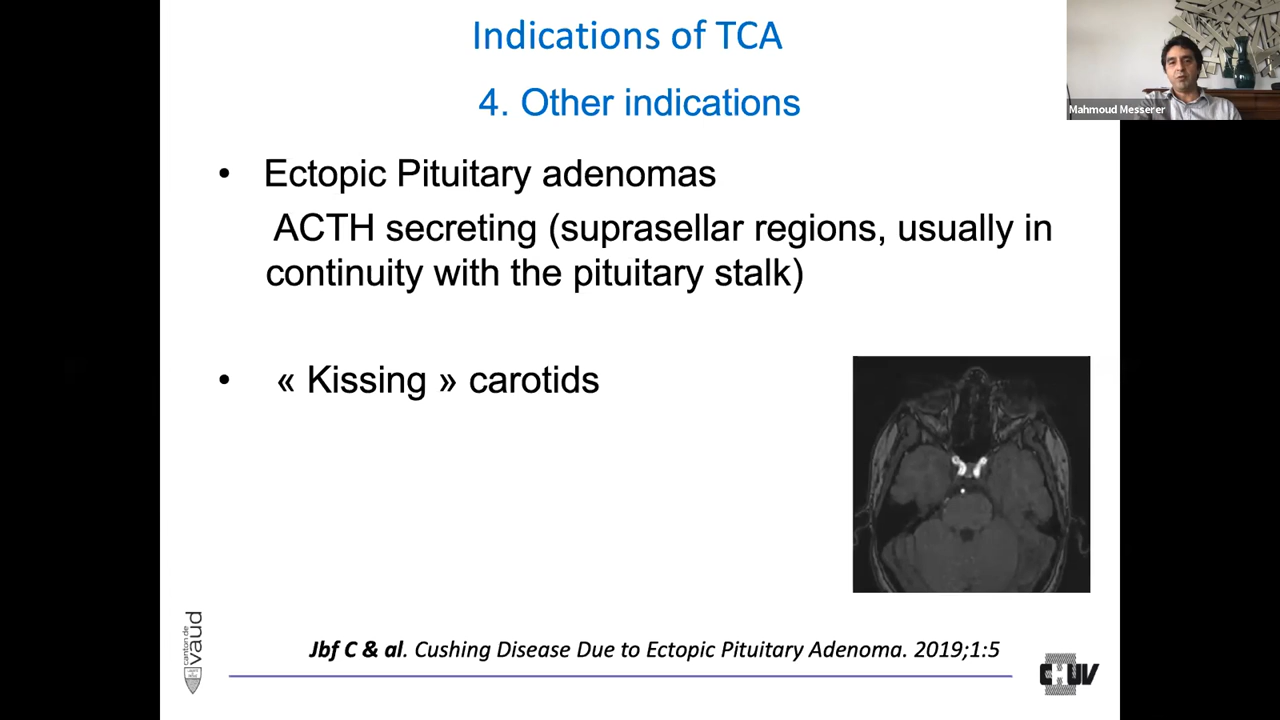 Indications of TCA
4. Other indications
Mahmoud Messerer
• Ectopic Pituitary adenomas
ACTH secreting (suprasellar regions, usually in
continuity with the pituitary stalk)
• « Kissing » carotids
canton de
vaud
Jbf C & al. Cushing Disease Due to Ectopic Pituitary Adenoma. 2019;1:5
CHUV